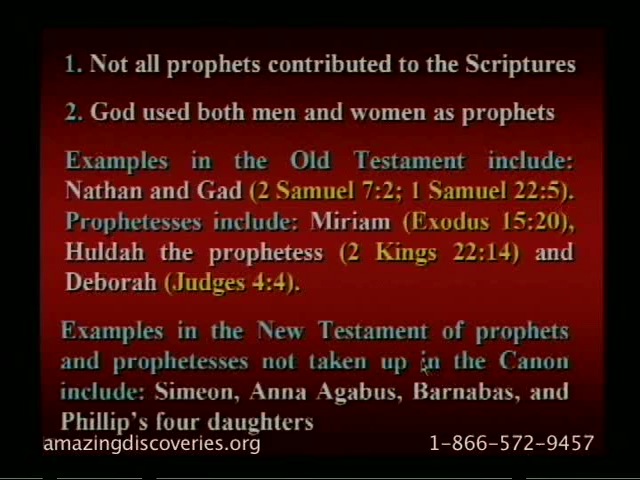 1. Not all prophets contributed to the Scriptures
2. God used both men and women as prophets
Examples in the Old Testament include:
Nathan and Gad (2 Samuel 7:2; 1 Samuel 22:5).
Prophetesses include: Miriam (Exodus 15:20),
Huldah the prophetess (2 Kings 22:14) and
Deborah (Judges 4:4).
Examples in the New Testament of prophets
and prophetesses not taken up in the Canon
include: Simeon, Anna Agabus, Barnabas, and
Phillip's four daughters
amazingdiscoveries.org 1-866-572-9457